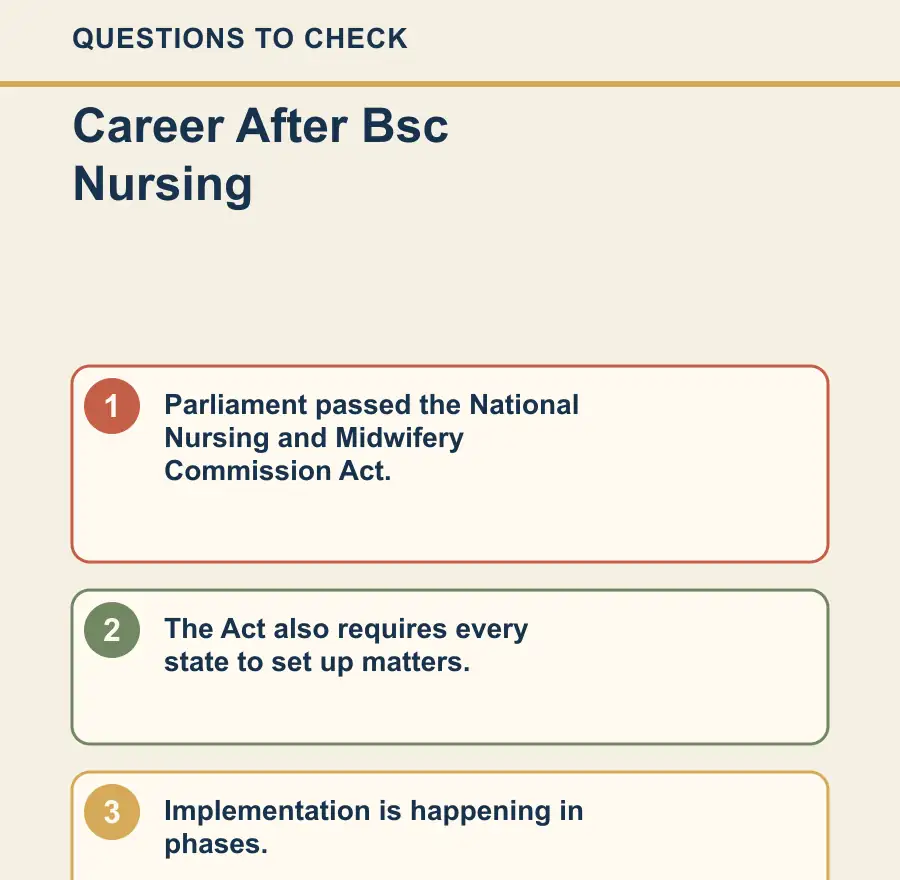 QUESTIONS TO CHECK
Career After Bsc
Nursing
1
Parliament passed the National
Nursing and Midwifery
Commission Act.
2
The Act also requires every
state to set up matters.
3
Implementation is happening in
phases.